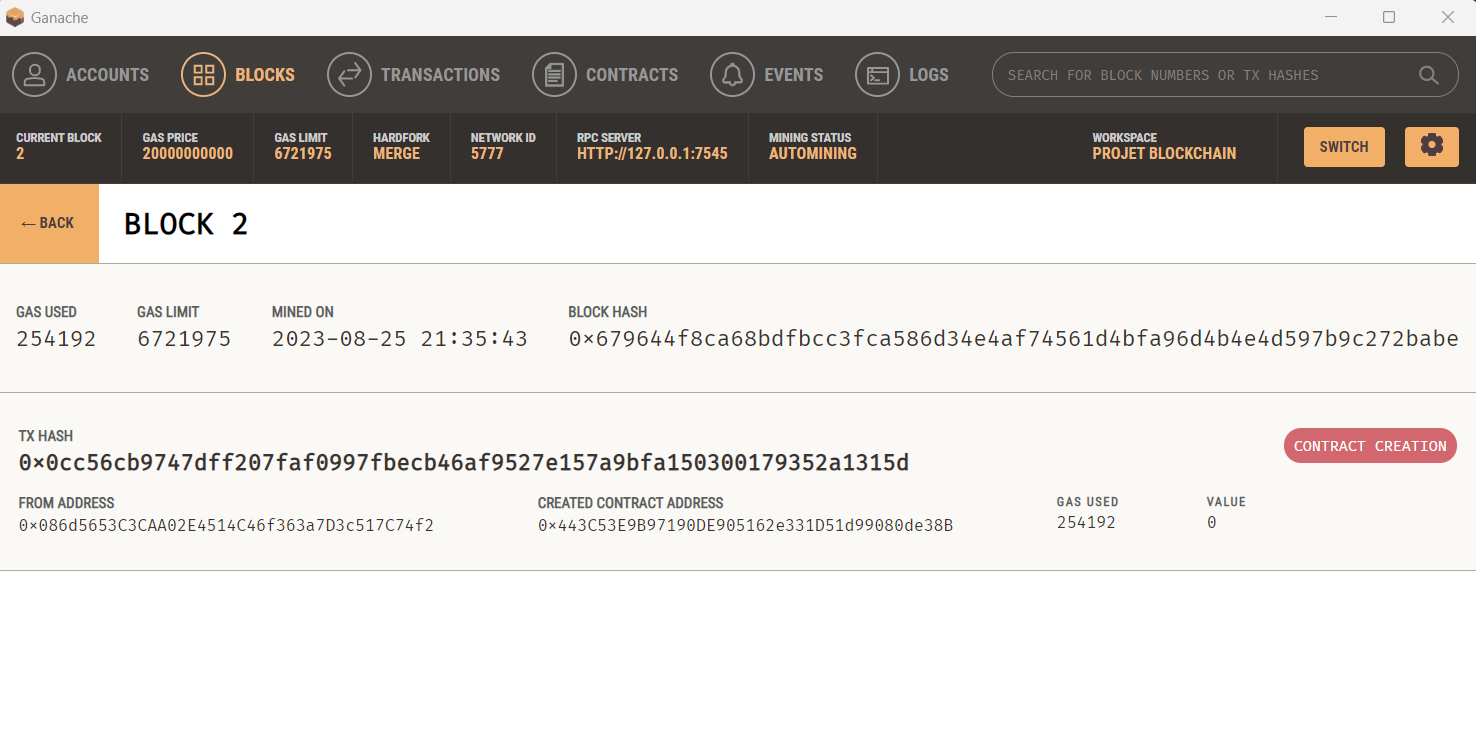 Ganache
ACCOUNTS BLOCKS TRANSACTIONS CONTRACTS EVENTS LOGS SEARCH FOR BLOCK NUMBERS OR TX HASHES
CURRENT BLOCK GAS PRICE GAS LIMIT HARDFORK NETWORK ID RPC SERVER MINING STATUS WORKSPACE
2 20000000000 6721975 MERGE 5777 HTTP://127.0.0.1:7545 AUTOMINING PROJET BLOCKCHAIN SWITCH
← BACK BLOCK 2
GAS USED GAS LIMIT MINED ON BLOCK HASH
254192 6721975 2023-08-25 21:35:43 0×679644f8ca68bdfbcc3fca586d34e4af74561d4bfa96d4b4e4d597b9c272babe
TX HASH
0×0cc56cb9747dff207faf0997fbecb46af9527e157a9bfa150300179352a1315d CONTRACT CREATION
FROM ADDRESS CREATED CONTRACT ADDRESS GAS USED VALUE
0×086d5653C3CAA02E4514C46f363a7D3c517C74f2 0×443C53E9B97190DE905162e331D51d99080de38B 254192 0